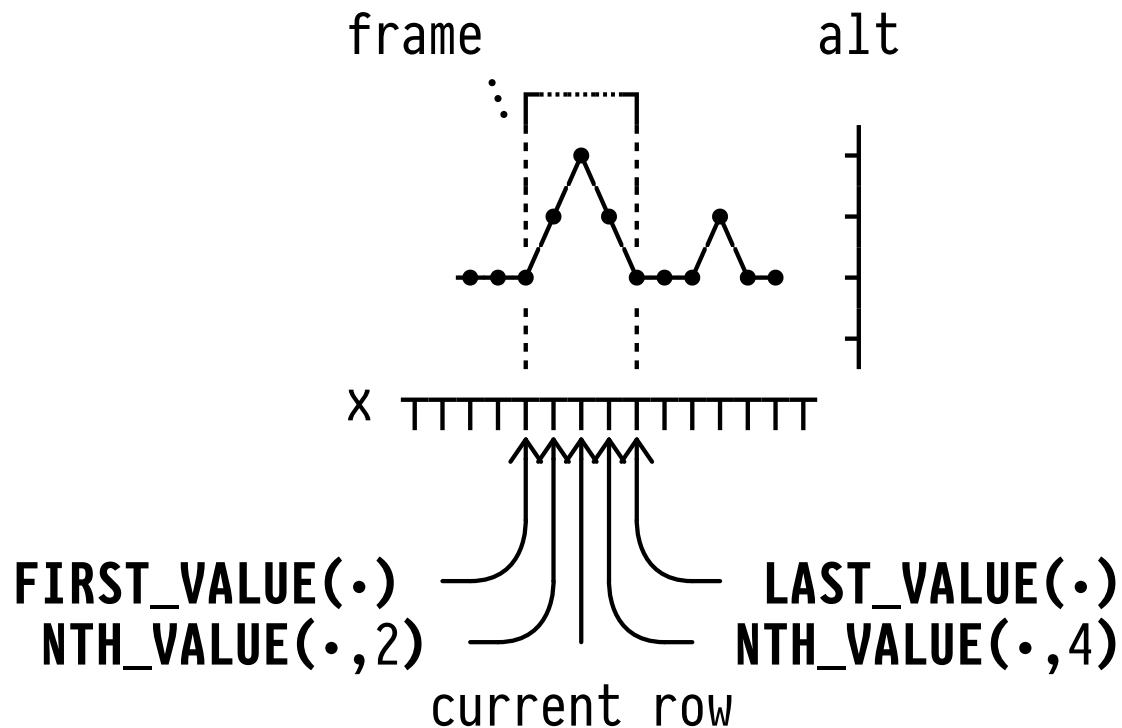 frame alt
x
FIRST_VALUE(·) LAST_VALUE(·)
NTH_VALUE(·,2) NTH_VALUE(·,4)
current row